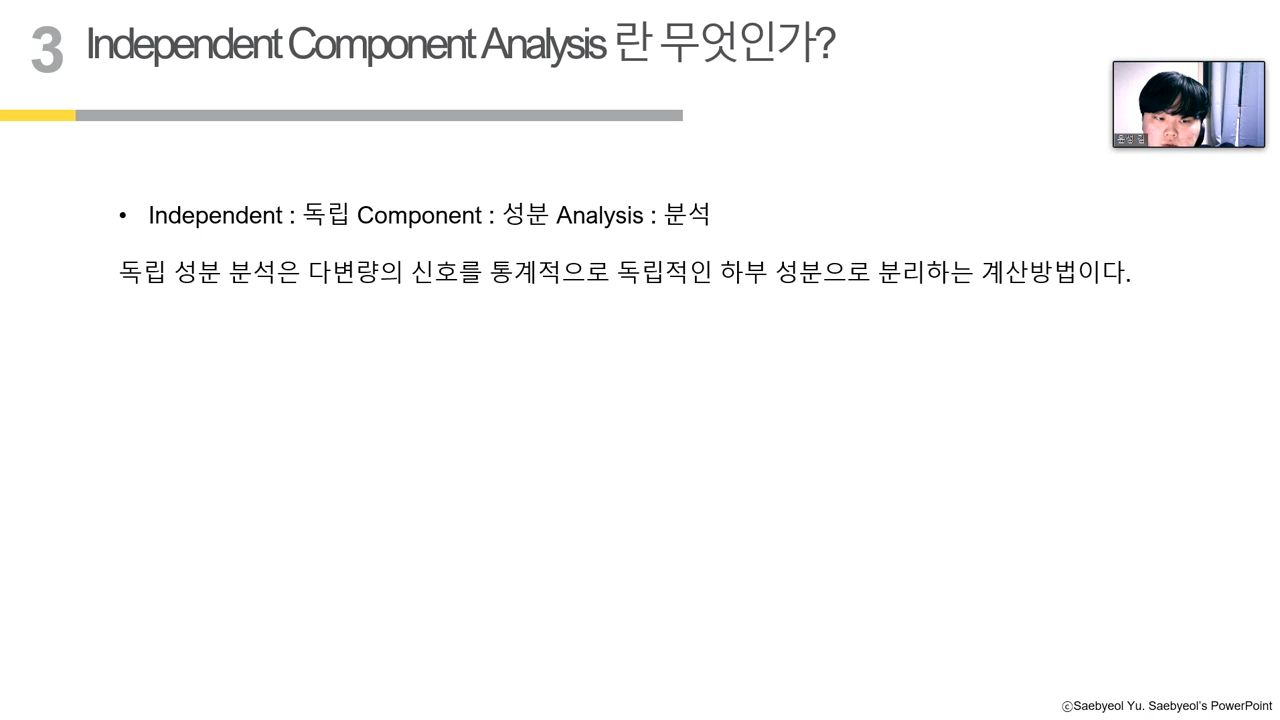 3
Independent Component Analysis 란 무엇인가?
윤성 림
• Independent : 독립 Component : 성분 Analysis : 분석
독립 성분 분석은 다변량의 신호를 통계적으로 독립적인 하부 성분으로 분리하는 계산방법이다.
ⓒSaebyeol Yu. Saebyeol's PowerPoint